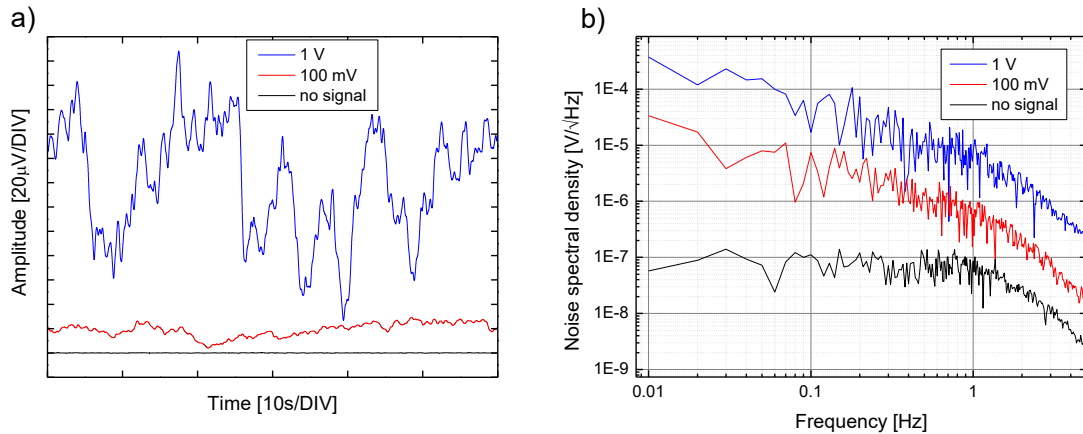 a)
1 V
100 mV
no signal
Amplitude [20µV/DIV]
Time [10s/DIV]
b)
1 V
100 mV
no signal
1E-4
1E-5
1E-6
1E-7
1E-8
1E-9
Noise spectral density [V/√Hz]
0.01
0.1
1
Frequency [Hz]